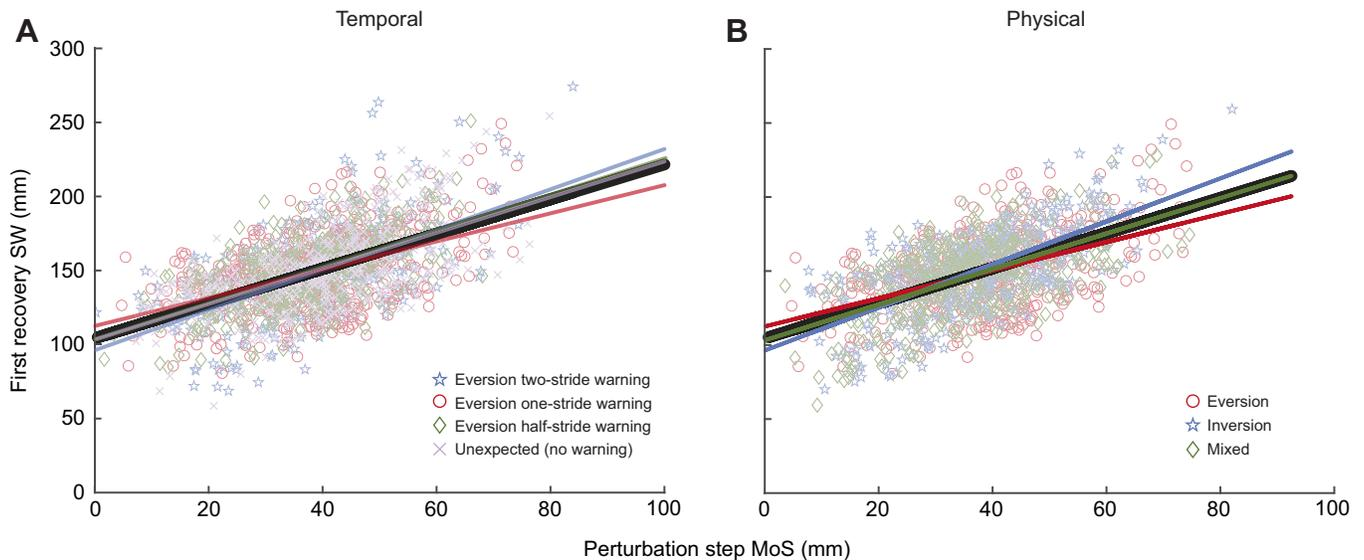 A
Temporal
300
250
200
150
100
50
0
0 20 40 60 80 100
First recovery SW (mm)
Eversion two-stride warning
Eversion one-stride warning
Eversion half-stride warning
Unexpected (no warning)
B
Physical
Eversion
Inversion
Mixed
0 20 40 60 80 100
Perturbation step MoS (mm)